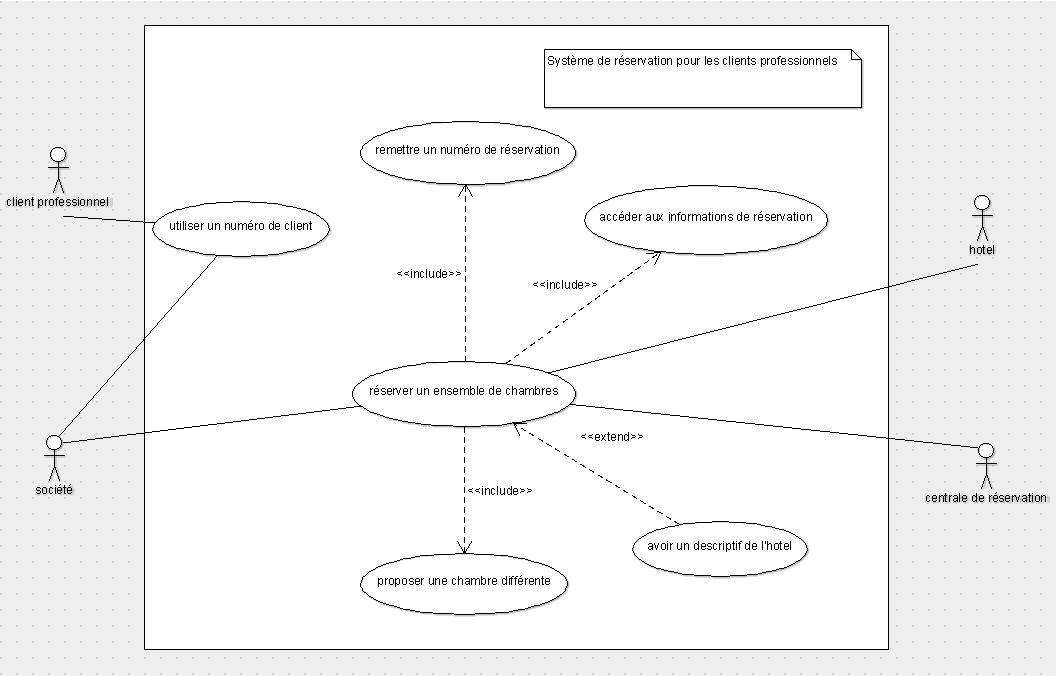 Système de réservation pour les clients professionnels
remettre un numéro de réservation
client professionnel
accéder aux informations de réservation
utiliser un numéro de client
hotel
<<include>>
<<include>>
réserver un ensemble de chambres
<<extend>>
société
<<include>>
centrale de réservation
avoir un descriptif de l'hotel
proposer une chambre différente